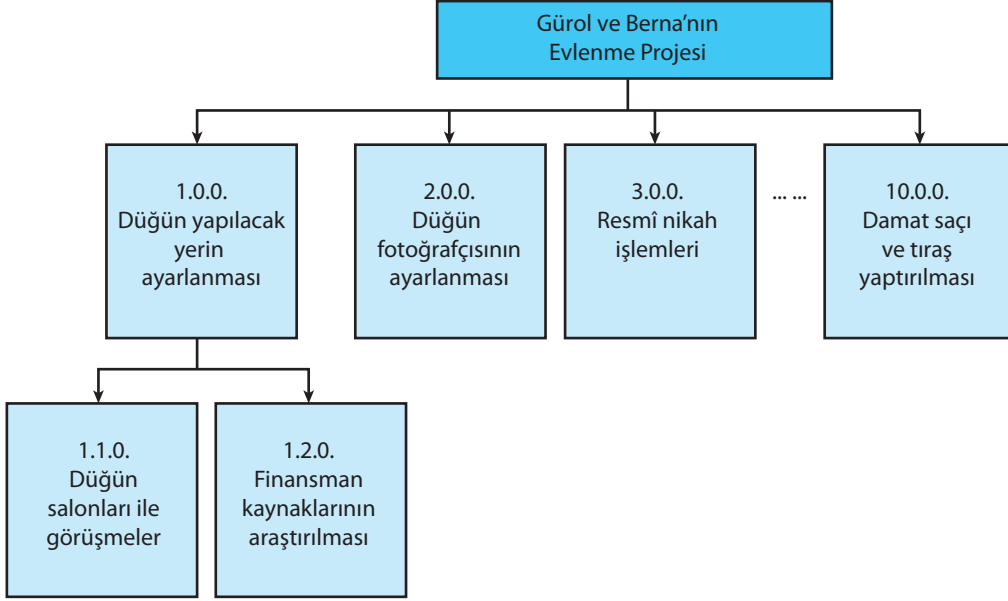 Gürol ve Berna’nın
Evlenme Projesi
1.0.0.
Düğün yapılacak
yerin
ayarlanması
2.0.0.
Düğün
fotoğrafçısının
ayarlanması
3.0.0.
Resmî nikah
işlemleri
... ...
10.0.0.
Damat saçı
ve tıraş
yaptırılması
1.1.0.
Düğün
salonları ile
görüşmeler
1.2.0.
Finansman
kaynaklarının
araştırılması